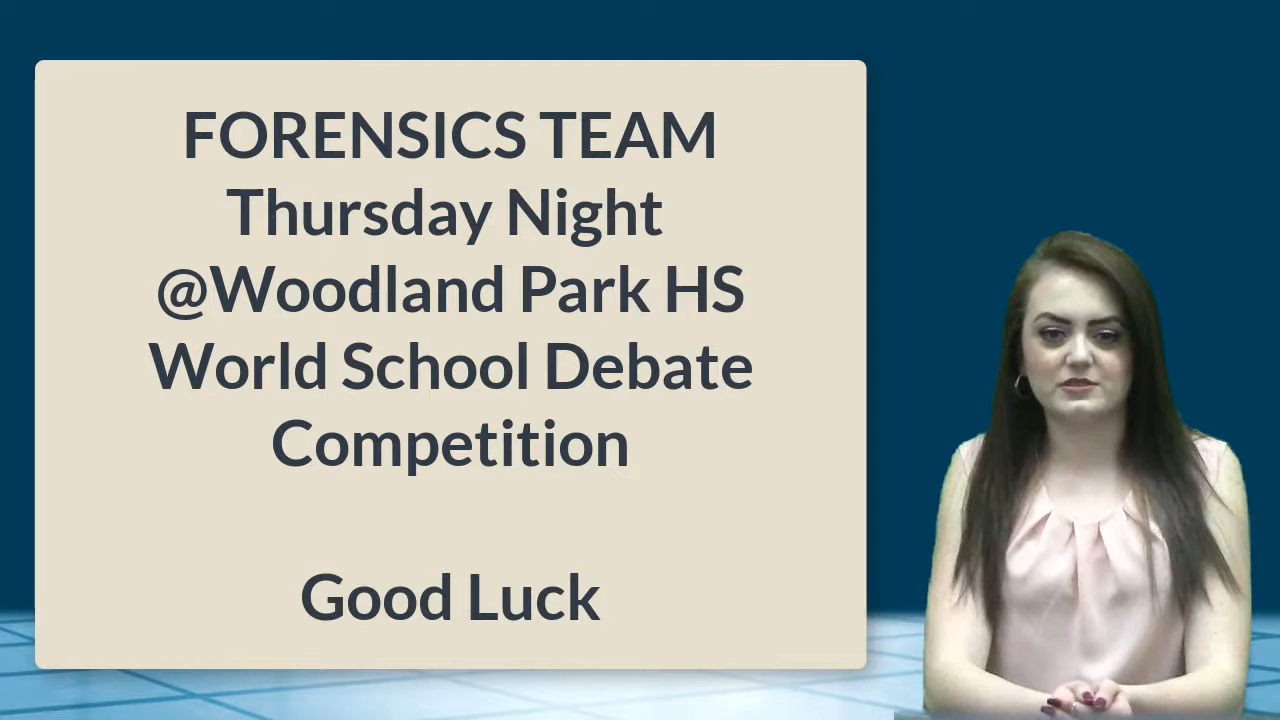 FORENSICS TEAM
Thursday Night
@Woodland Park HS
World School Debate
Competition
Good Luck